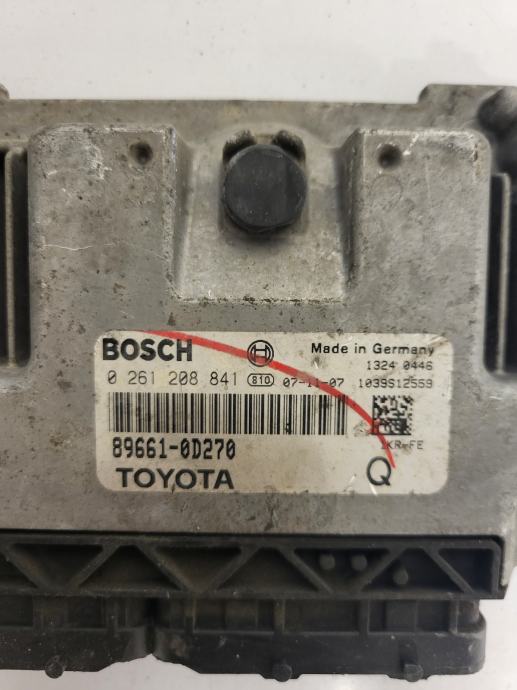 BOSCH Made in Germany
1324 0446
0 261 208 841 810 07-11-07 1039S12559
89661-0D270 1KR-FE
TOYOTA Q